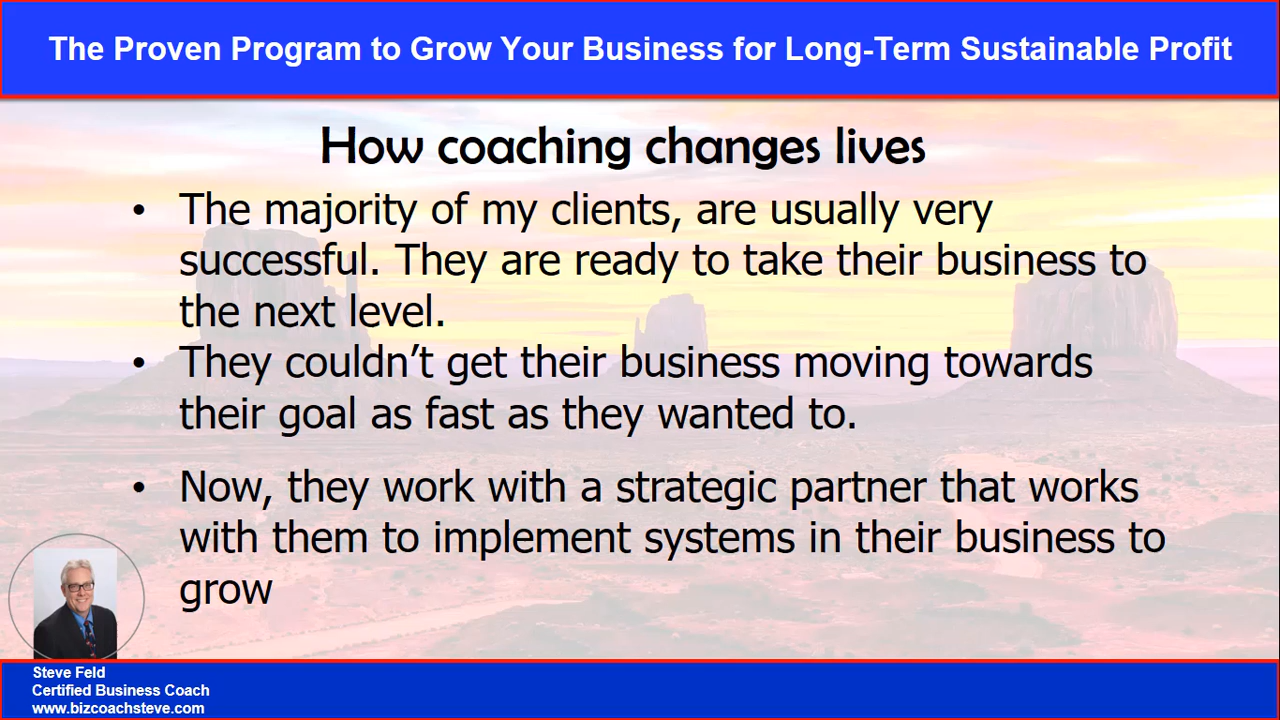 The Proven Program to Grow Your Business for Long-Term Sustainable Profit
How coaching changes lives
• The majority of my clients, are usually very
successful. They are ready to take their business to
the next level.
• They couldn’t get their business moving towards
their goal as fast as they wanted to.
• Now, they work with a strategic partner that works
with them to implement systems in their business to
grow
Steve Feld
Certified Business Coach
www.bizcoachsteve.com